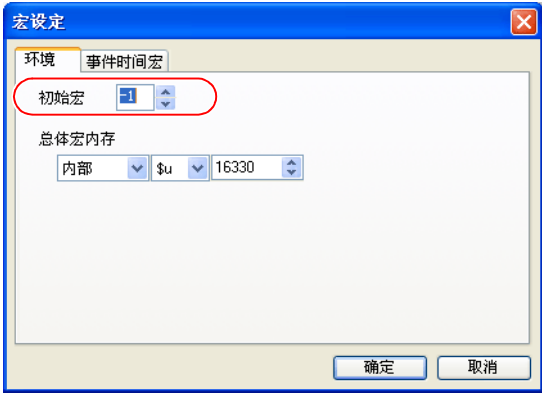 宏设定
环境 事件时间宏
初始宏 -1
总体宏内存
内部 $u 16330
确定 取消